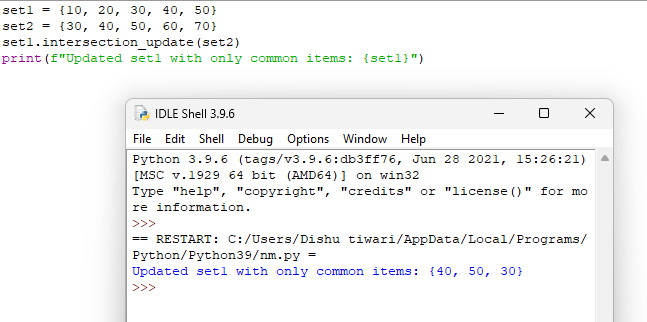 set1 = {10, 20, 30, 40, 50}
set2 = {30, 40, 50, 60, 70}
set1.intersection_update(set2)
print(f"Updated set1 with only common items: {set1}")
IDLE Shell 3.9.6
File Edit Shell Debug Options Window Help
Python 3.9.6 (tags/v3.9.6:db3ff76, Jun 28 2021, 15:26:21)
[MSC v.1929 64 bit (AMD64)] on win32
Type "help", "copyright", "credits" or "license()" for mo
re information.
>>>
== RESTART: C:/Users/Dishu tiwari/AppData/Local/Programs/
Python/Python39/nm.py =
Updated set1 with only common items: {40, 50, 30}
>>>